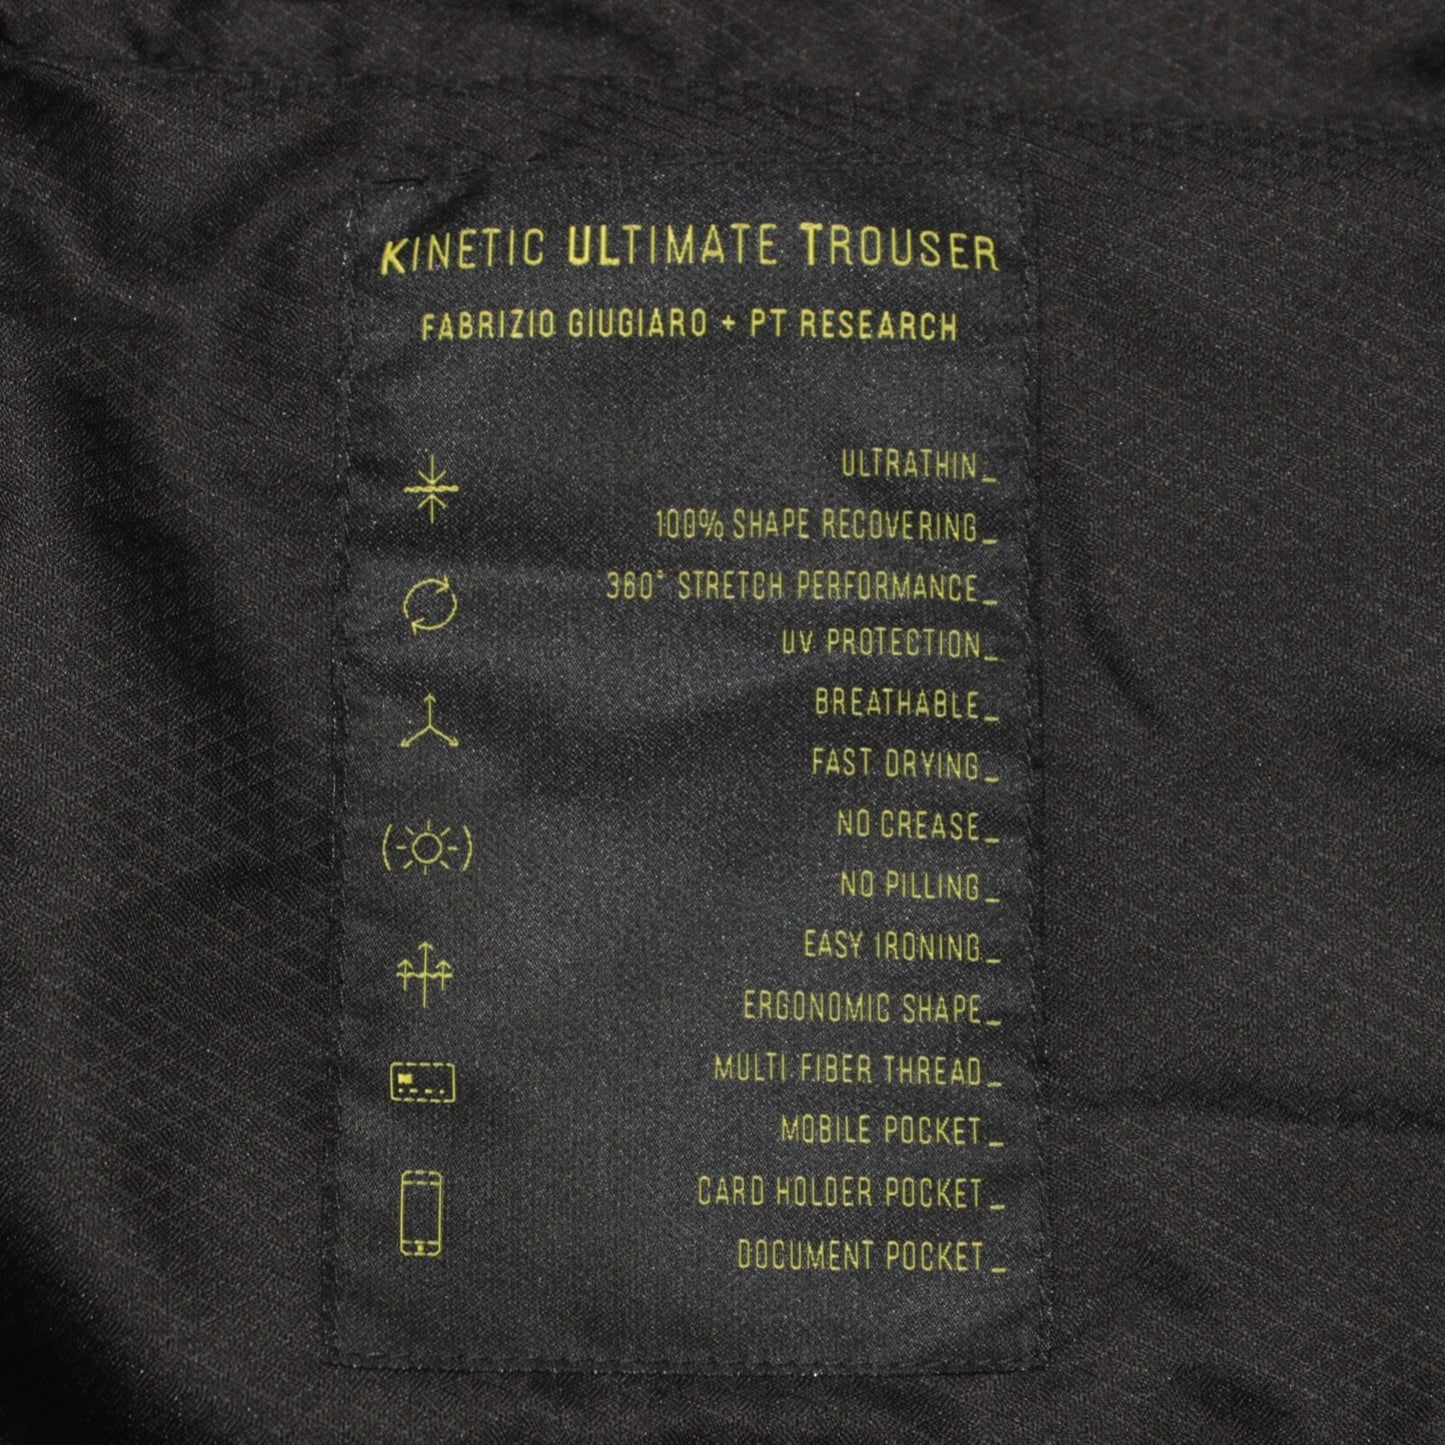 KINETIC ULTIMATE TROUSER
FABRIZIO GIUGIARO + PT RESEARCH
ULTRATHIN_
100% SHAPE RECOVERING_
360° STRETCH PERFORMANCE_
UV PROTECTION_
BREATHABLE_
FAST DRYING_
NO CREASE_
NO PILLING_
EASY IRONING_
ERGONOMIC SHAPE_
MULTI FIBER THREAD_
MOBILE POCKET_
CARD HOLDER POCKET_
DOCUMENT POCKET_